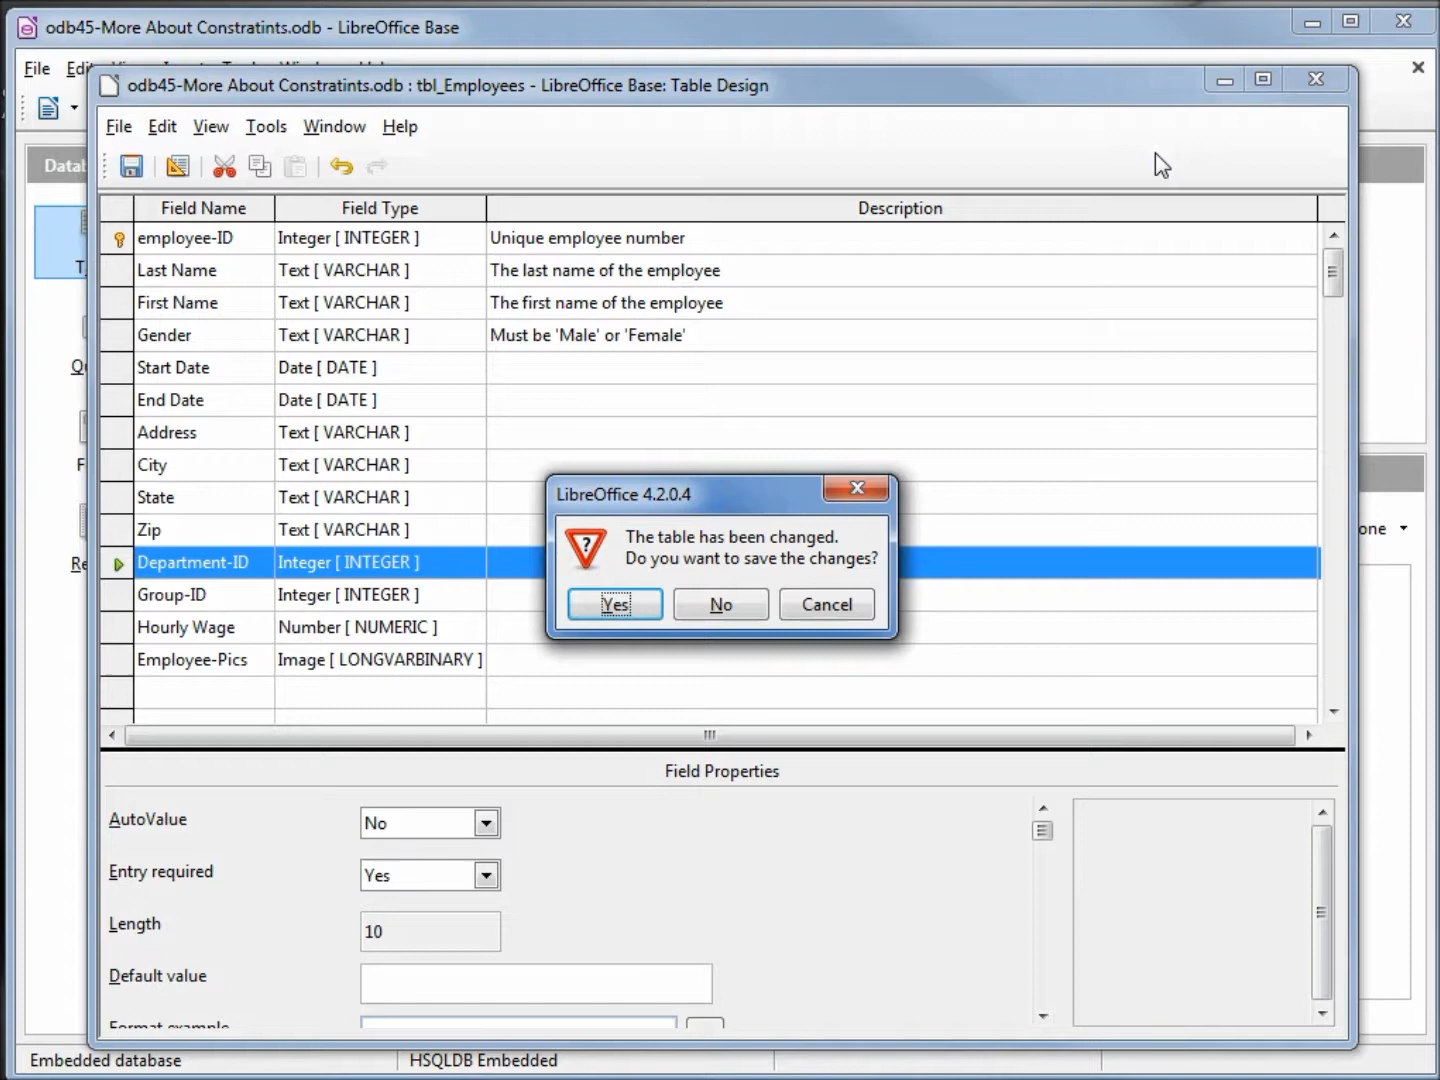 odb45-More About Constratints.odb - LibreOffice Base
File Edi
odb45-More About Constratints.odb : tbl_Employees - LibreOffice Base: Table Design
File Edit View Tools Window Help
Datab
Field Name Field Type Description
employee-ID Integer [ INTEGER ] Unique employee number
Last Name Text [ VARCHAR ] The last name of the employee
First Name Text [ VARCHAR ] The first name of the employee
Gender Text [ VARCHAR ] Must be 'Male' or 'Female'
Start Date Date [ DATE ]
End Date Date [ DATE ]
Address Text [ VARCHAR ]
City Text [ VARCHAR ]
State Text [ VARCHAR ]
Zip Text [ VARCHAR ]
Department-ID Integer [ INTEGER ]
Group-ID Integer [ INTEGER ]
Hourly Wage Number [ NUMERIC ]
Employee-Pics Image [ LONGVARBINARY ]
LibreOffice 4.2.0.4
The table has been changed.
Do you want to save the changes?
Yes No Cancel
one
Field Properties
AutoValue No
Entry required Yes
Length 10
Default value
Format example
Embedded database HSQLDB Embedded